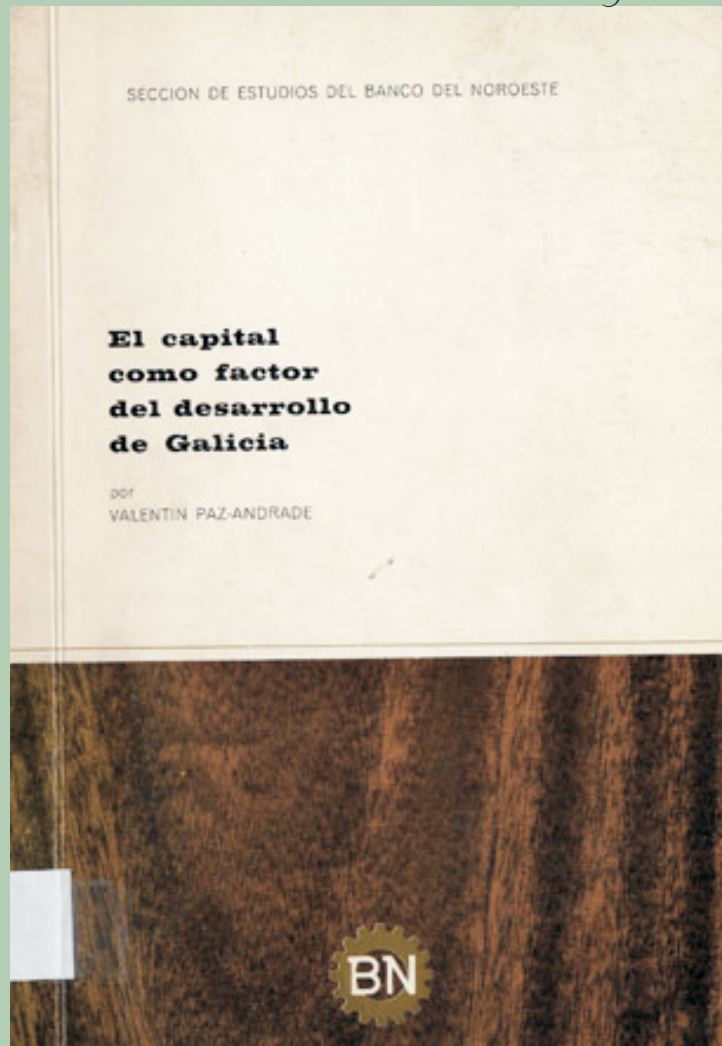 SECCION DE ESTUDIOS DEL BANCO DEL NOROESTE
El capital
como factor
del desarrollo
de Galicia
por
VALENTIN PAZ-ANDRADE
BN